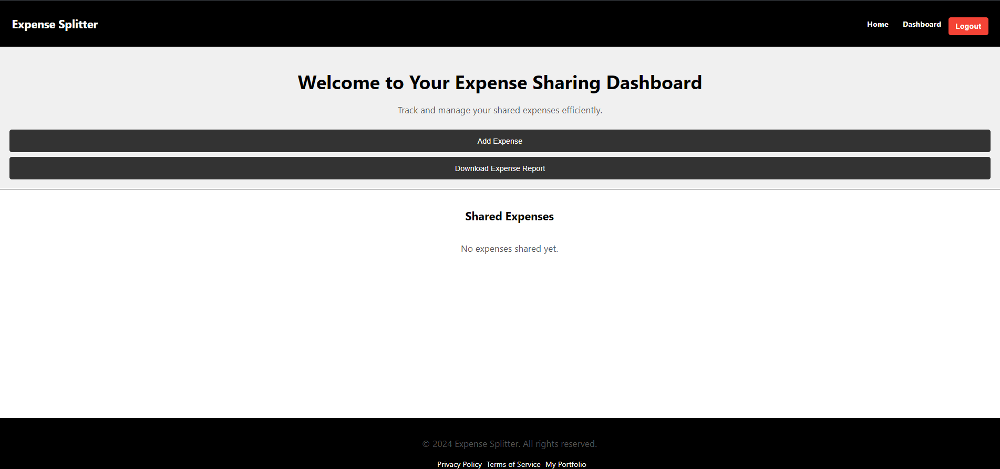 Expense Splitter
Home Dashboard Logout
Welcome to Your Expense Sharing Dashboard
Track and manage your shared expenses efficiently.
Add Expense
Download Expense Report
Shared Expenses
No expenses shared yet.
© 2024 Expense Splitter. All rights reserved.
Privacy Policy Terms of Service My Portfolio